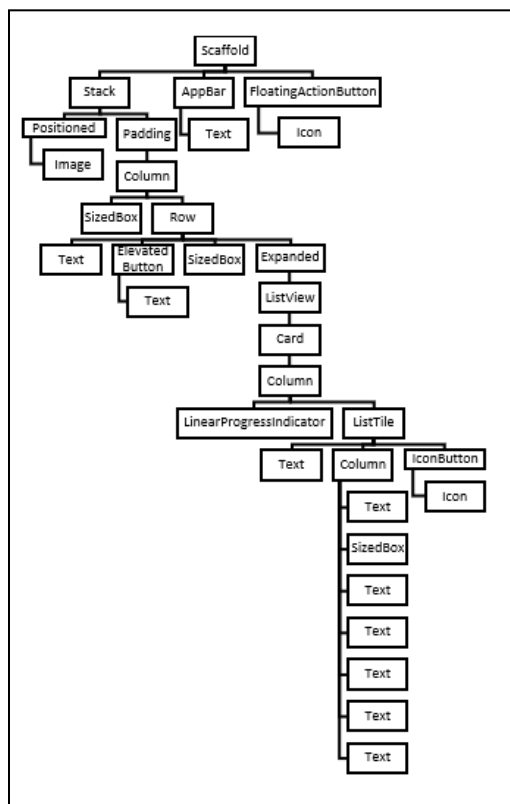 Scaffold
Stack AppBar FloatingActionButton
Positioned Padding Text Icon
Image
Column
SizedBox Row
Text Elevated Button SizedBox Expanded
Text ListView
Card
Column
LinearProgressIndicator ListTile
Text Column IconButton
Text Icon
SizedBox
Text
Text
Text
Text
Text